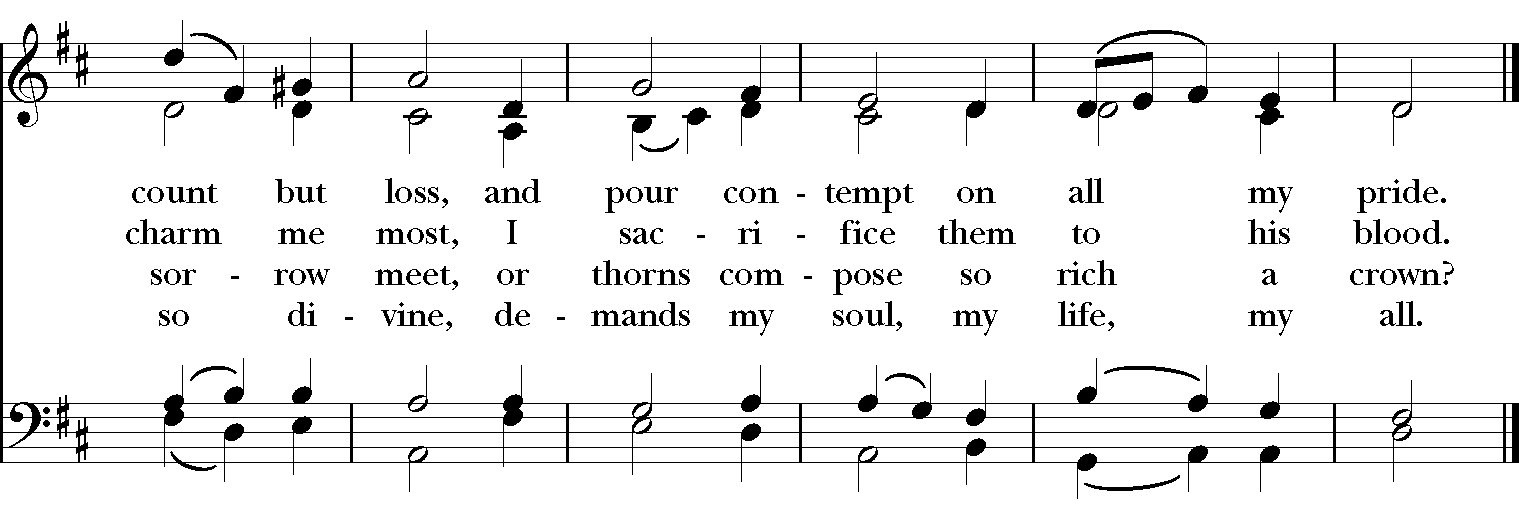 count but loss, and pour con - tempt on all my pride.
charm me most, I sac - ri - fice them to his blood.
sor - row meet, or thorns com - pose so rich a crown?
so di - vine, de - mands my soul, my life, my all.